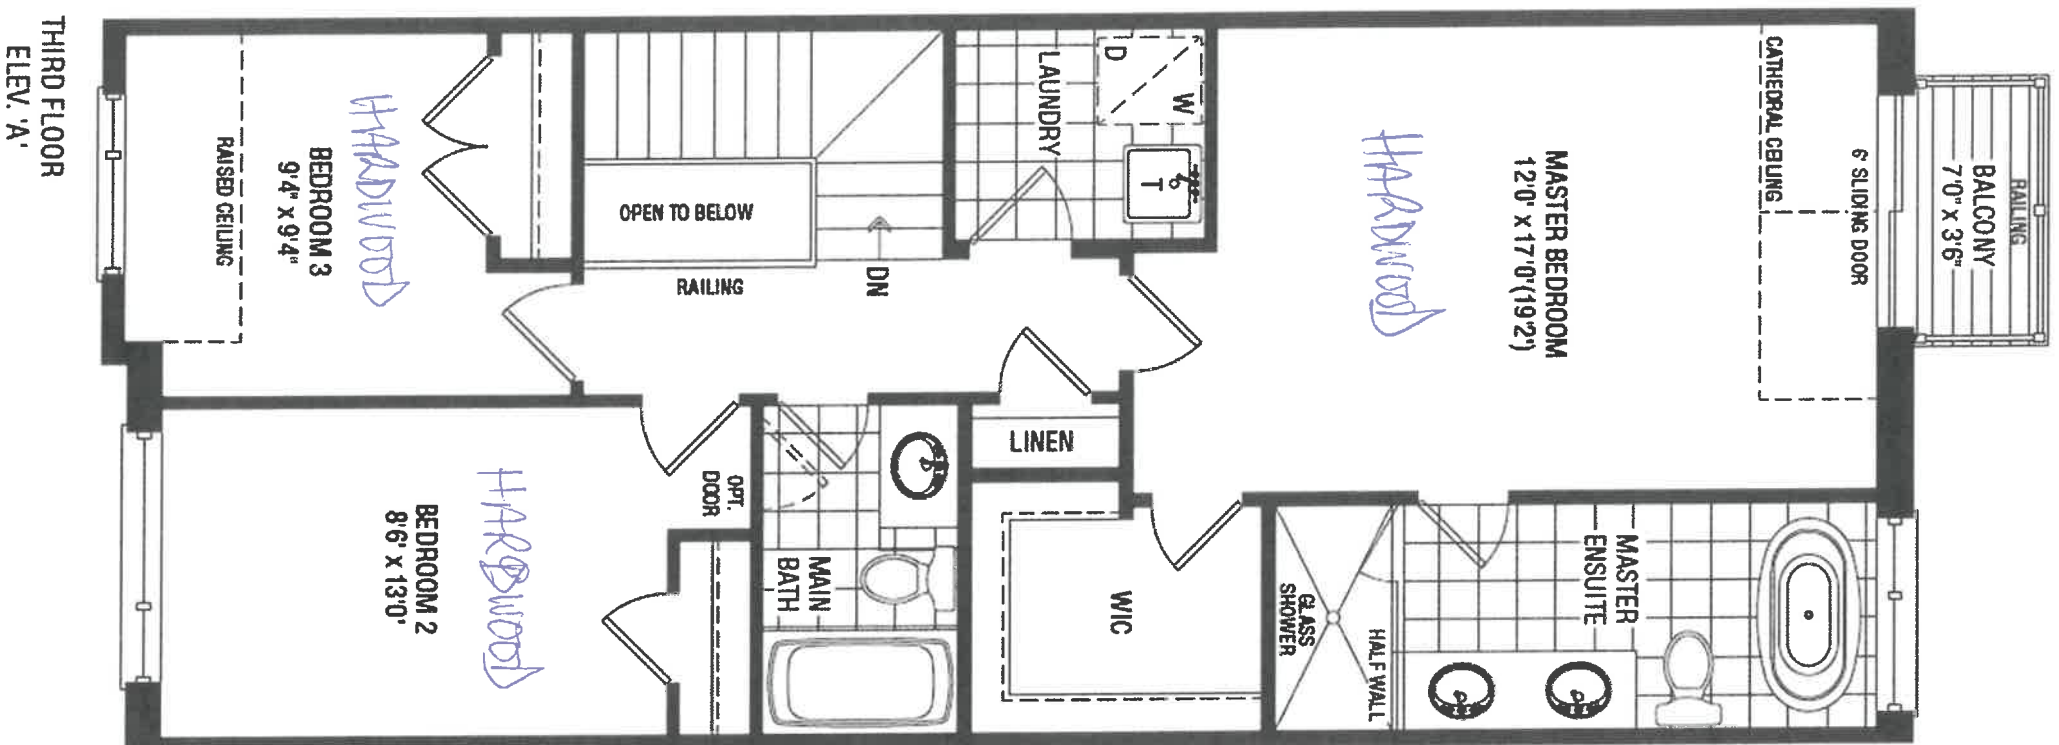 RAILING
BALCONY
7'0" x 3'6"
6' SLIDING DOOR
CATHEDRAL CEILING
MASTER BEDROOM
12'0' x 17'0'(19'2")
HARDWOOD
MASTER
ENSUITE
HALF WALL
GLASS
SHOWER
D
W
LAUNDRY
T
WIC
LINEN
DN
RAILING
OPEN TO BELOW
MAIN
BATH
OPT.
DOOR
HARDWOOD
BEDROOM 2
8'6' x 13'0'
HARDWOOD
BEDROOM 3
9'4" x 9'4"
RAISED CEILING
THIRD FLOOR
ELEV. 'A'